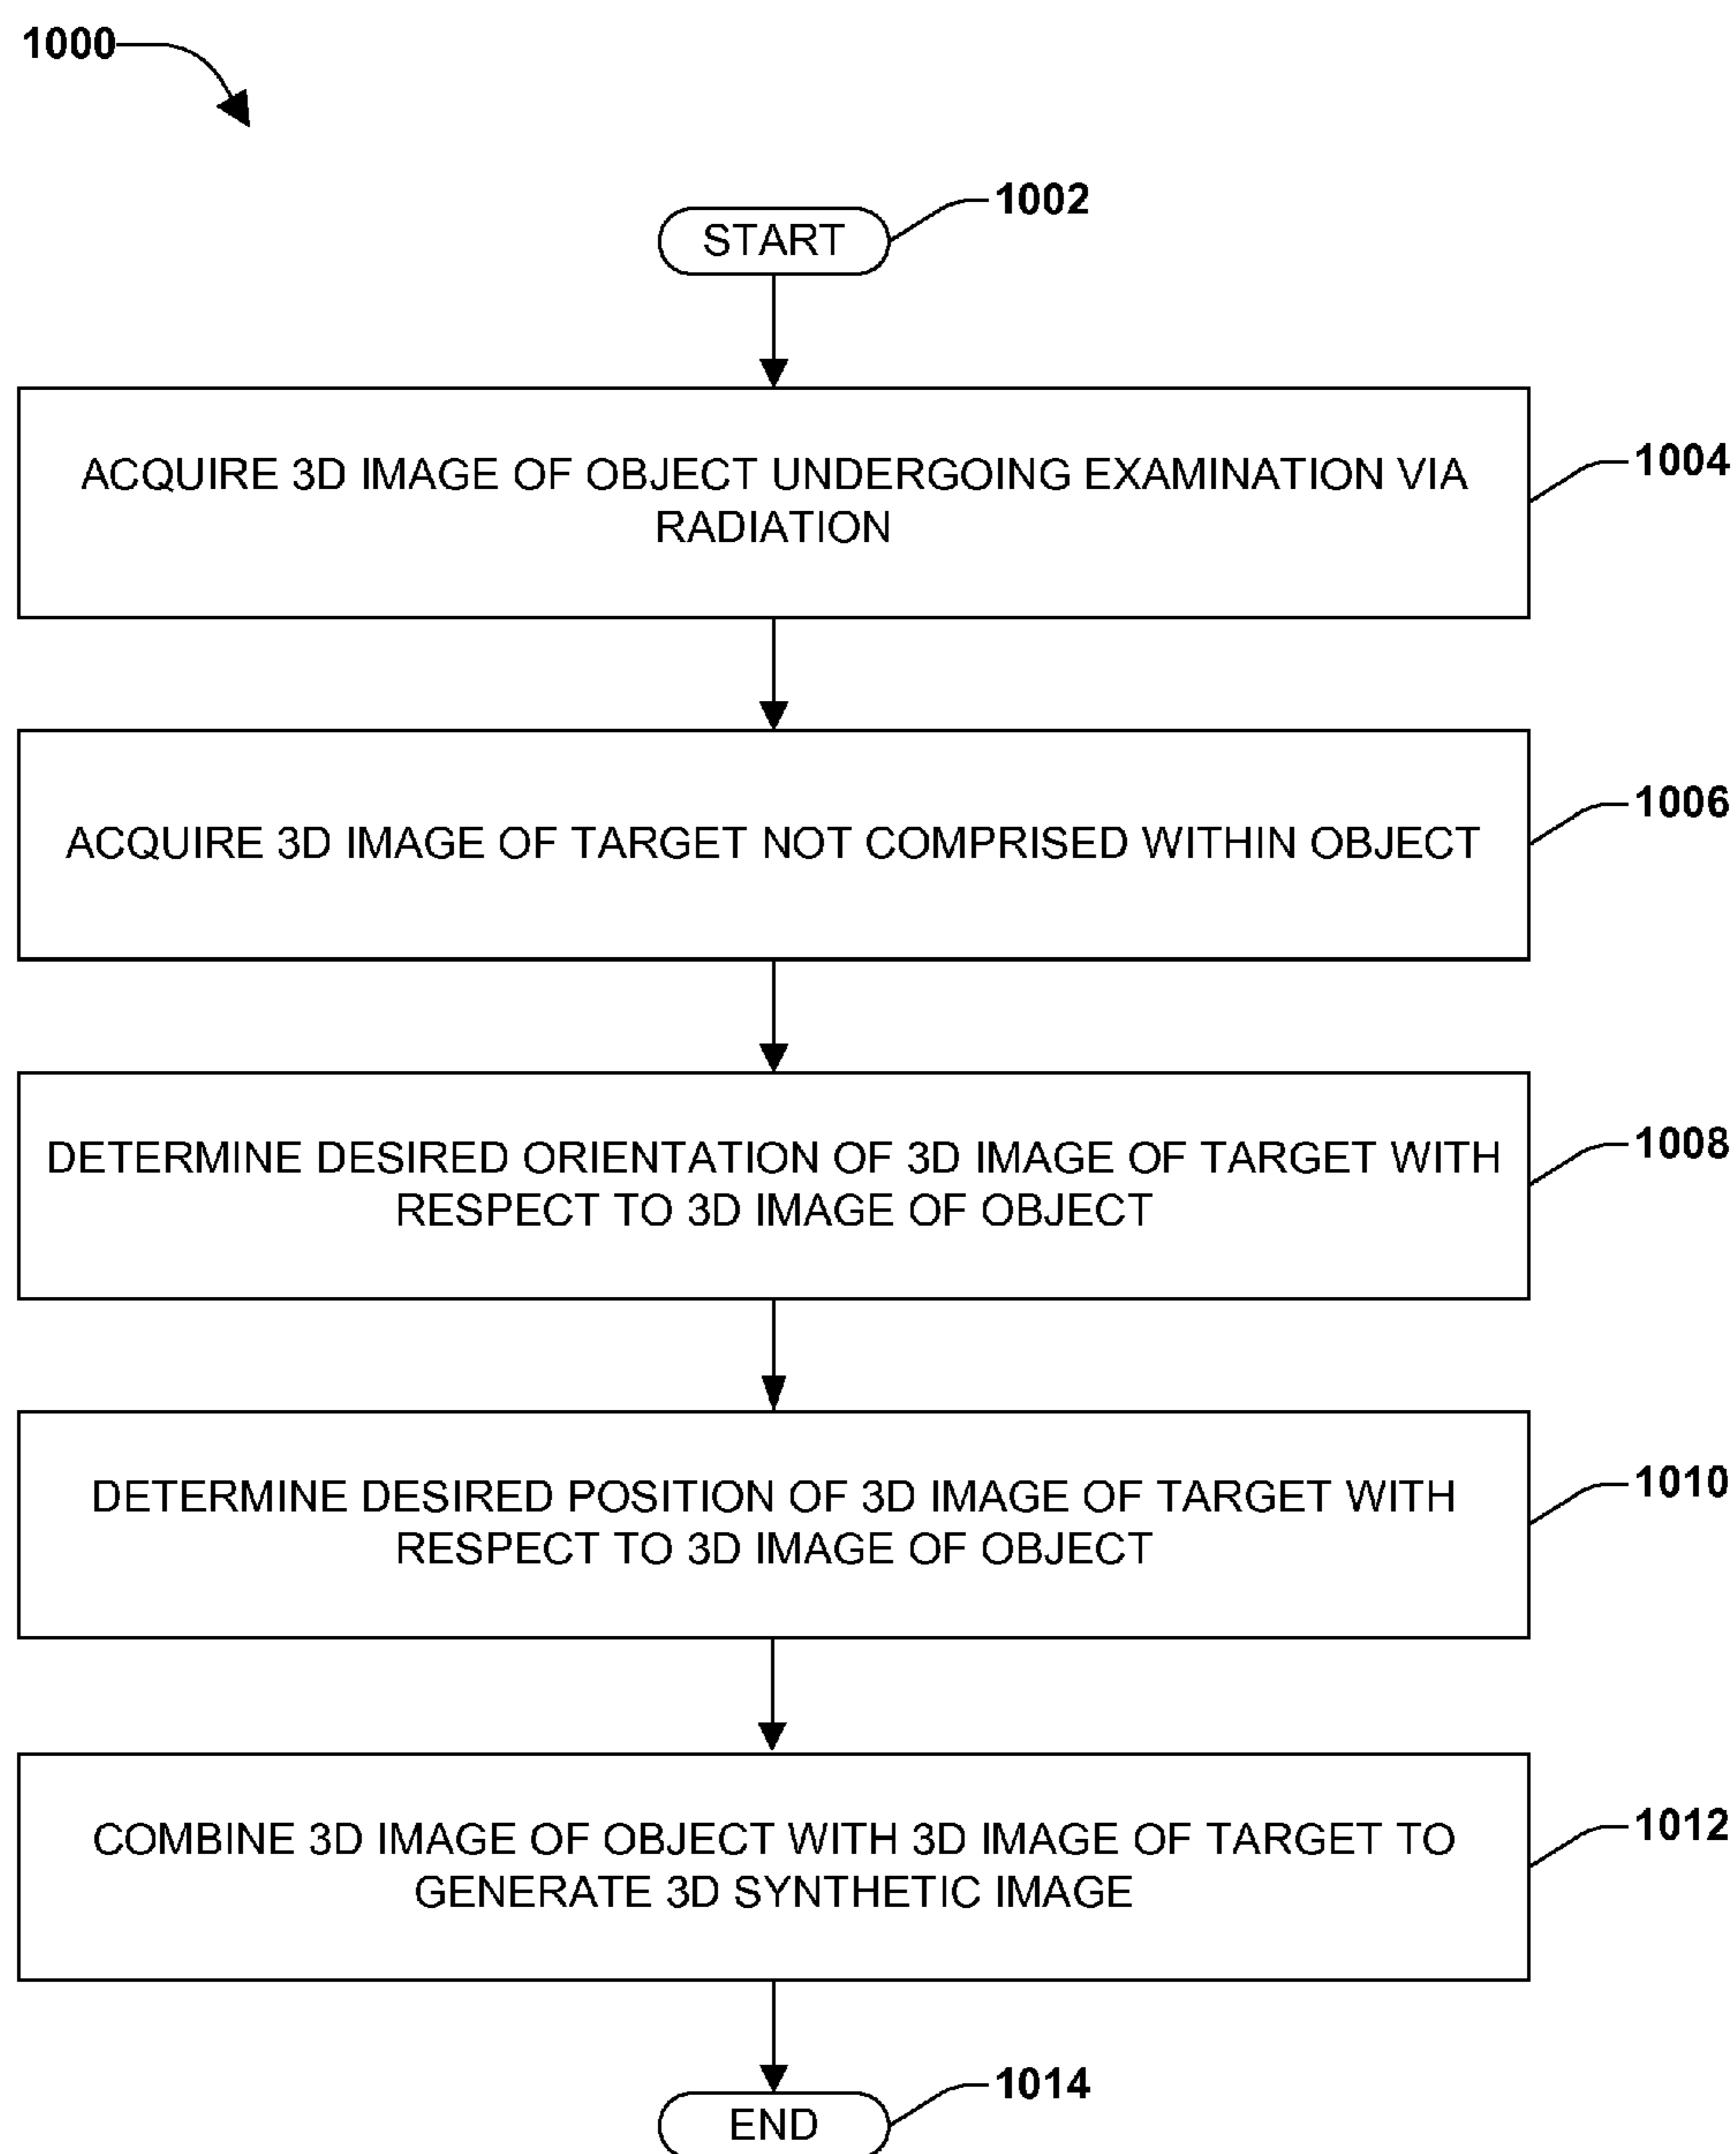 1000
1002
START
1004
ACQUIRE 3D IMAGE OF OBJECT UNDERGOING EXAMINATION VIA
RADIATION
1006
ACQUIRE 3D IMAGE OF TARGET NOT COMPRISED WITHIN OBJECT
1008
DETERMINE DESIRED ORIENTATION OF 3D IMAGE OF TARGET WITH
RESPECT TO 3D IMAGE OF OBJECT
1010
DETERMINE DESIRED POSITION OF 3D IMAGE OF TARGET WITH
RESPECT TO 3D IMAGE OF OBJECT
1012
COMBINE 3D IMAGE OF OBJECT WITH 3D IMAGE OF TARGET TO
GENERATE 3D SYNTHETIC IMAGE
1014
END